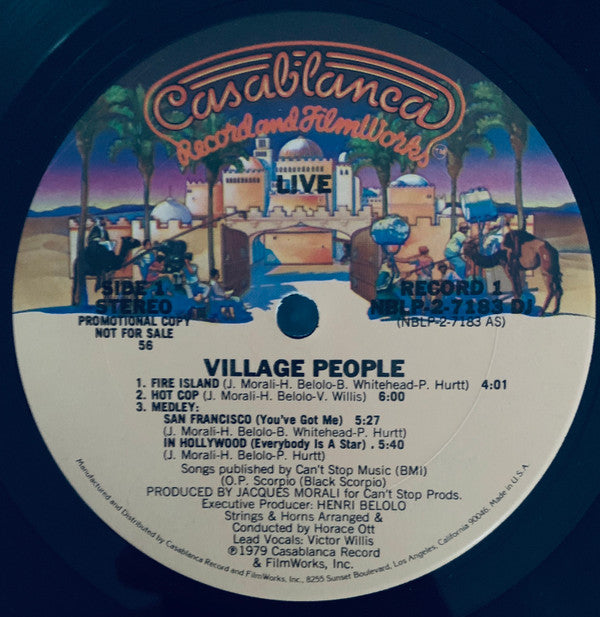 Casablanca
Record and FilmWorks
TM
LIVE
SIDE 1
STEREO
PROMOTIONAL COPY
NOT FOR SALE
56
RECORD 1
NBLP-2-7183 DJ
(NBLP-2-7183 AS)
VILLAGE PEOPLE
1. FIRE ISLAND (J. Morali-H. Belolo-B. Whitehead-P. Hurtt) 4:01
2. HOT COP (J. Morali-H. Belolo-V. Willis) 6:00
3. MEDLEY:
SAN FRANCISCO (You've Got Me) 5:27
(J. Morali-H. Belolo-B. Whitehead-P. Hurtt)
IN HOLLYWOOD (Everybody Is A Star) . 5:40
(J. Morali-H. Belolo-P. Hurtt)
Songs published by Can't Stop Music (BMI)
(O.P. Scorpio (Black Scorpio)
PRODUCED BY JACQUES MORALI for Can't Stop Prods.
Executive Producer: HENRI BELOLO
Strings & Horns Arranged &
Conducted by Horace Ott
Lead Vocals: Victor Willis
℗1979 Casablanca Record
& FilmWorks, Inc.
Manufactured and Distributed by Casablanca Record and FilmWorks, Inc., 8255 Sunset Boulevard, Los Angeles, California 90046. Made in U.S.A.